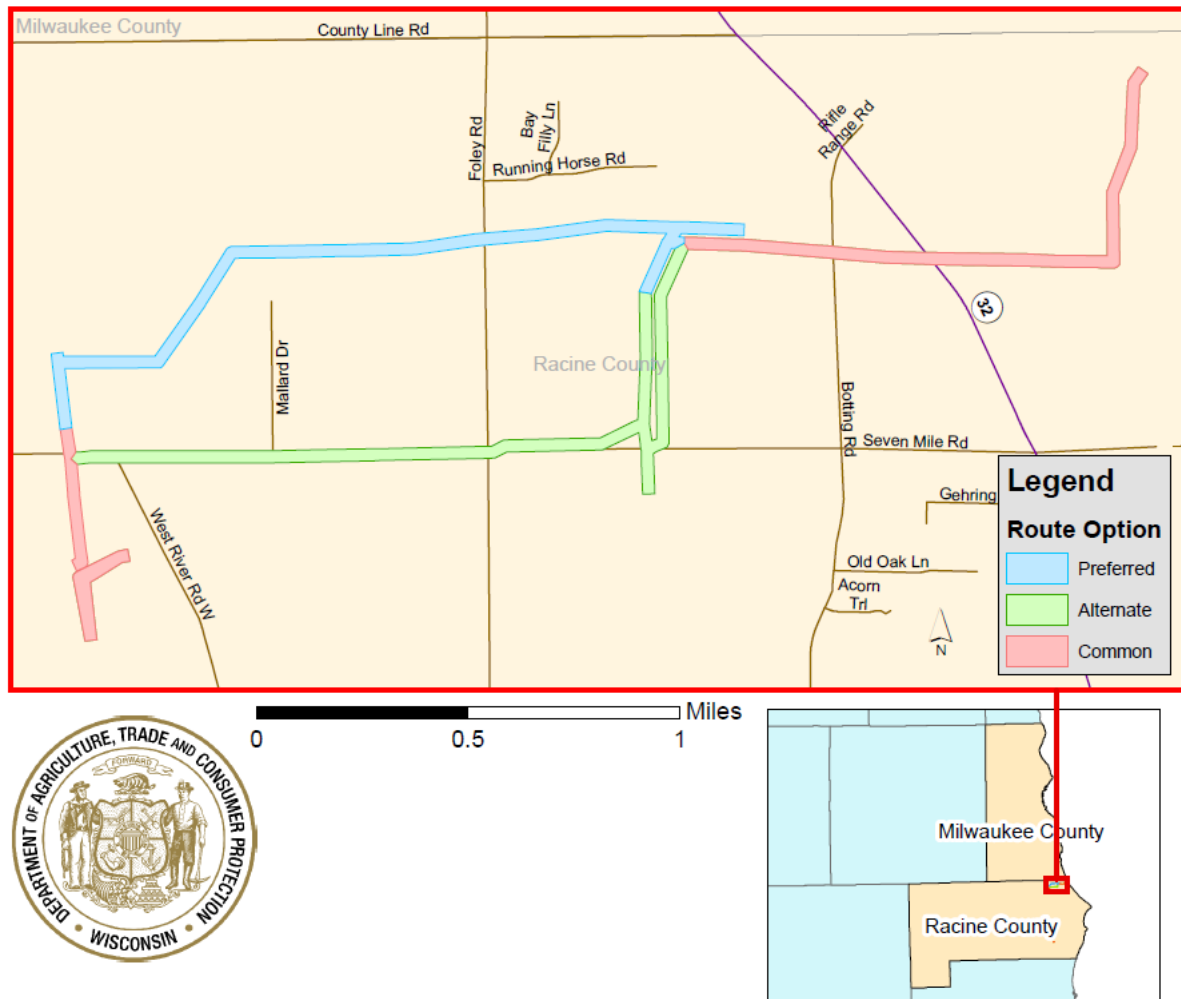 Milwaukee County
County Line Rd
Foley Rd
Bay
Filly Ln
Running Horse Rd
Rifle
Range Rd
32
Mallard Dr
Racine County
Botting Rd
Seven Mile Rd
West River Rd W
Gehring
Old Oak Ln
Acorn
Trl
N
Legend
Route Option
Preferred
Alternate
Common
Miles
0
0.5
1
DEPARTMENT OF AGRICULTURE, TRADE AND CONSUMER PROTECTION
FORWARD
• WISCONSIN •
Milwaukee County
Racine County